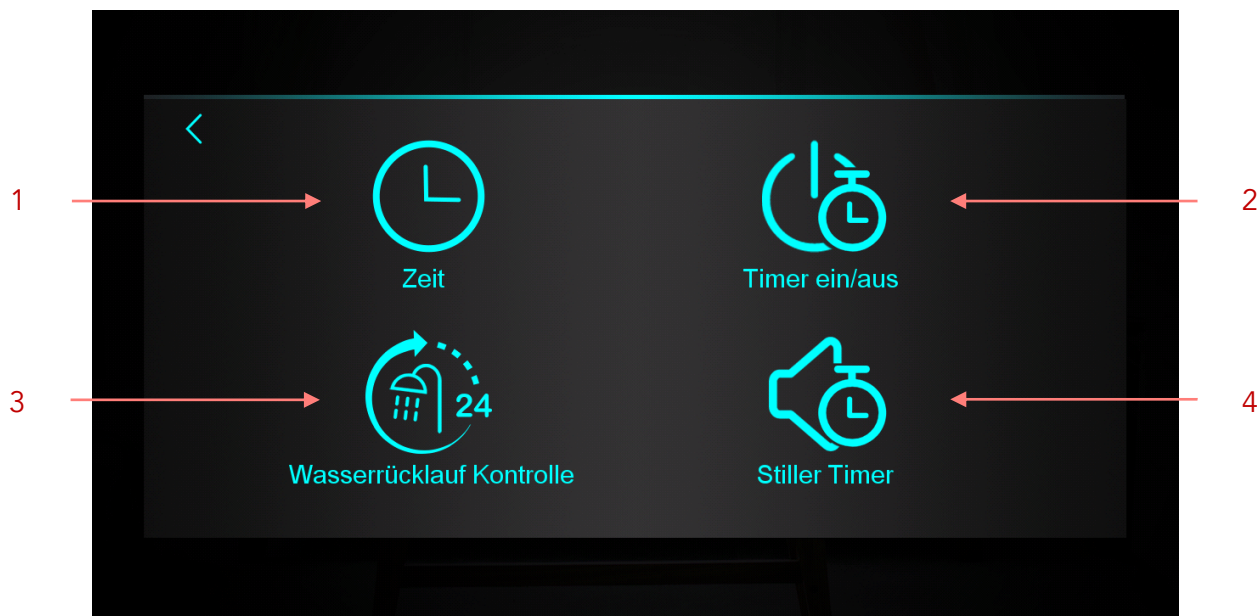 1
Zeit
2
Timer ein/aus
3
24
Wasserrücklauf Kontrolle
4
Stiller Timer